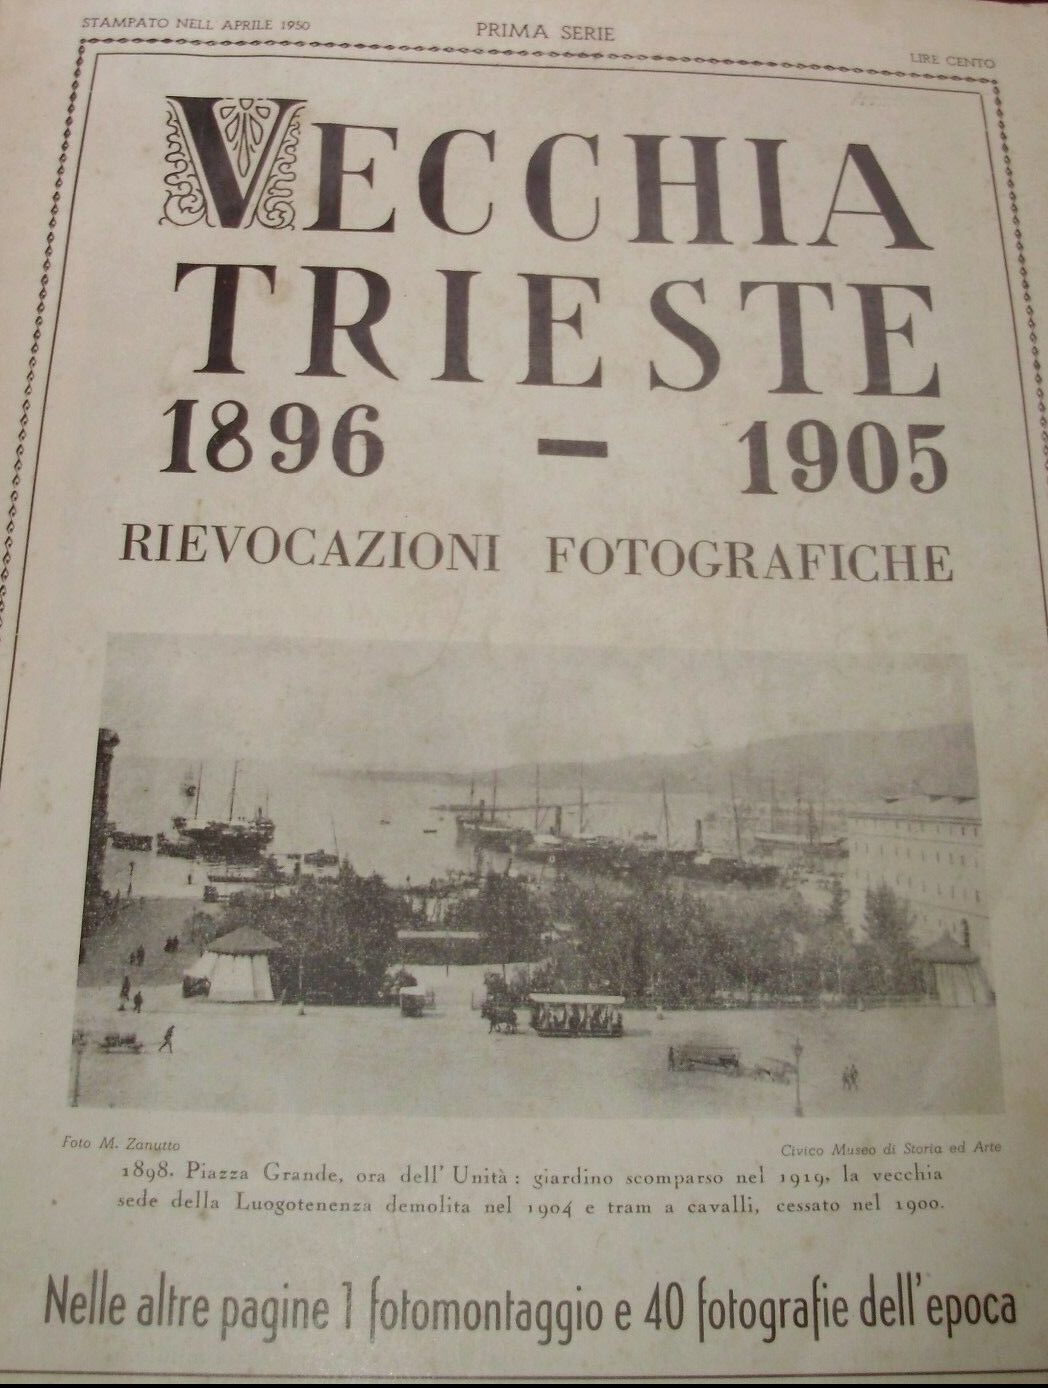 STAMPATO NELL APRILE 1950
PRIMA SERIE
LIRE CENTO
VECCHIA
TRIESTE
1896 – 1905
RIEVOCAZIONI FOTOGRAFICHE
Foto M. Zanutto
Civico Museo di Storia ed Arte
1898. Piazza Grande, ora dell' Unità: giardino scomparso nel 1919, la vecchia
sede della Luogotenenza demolita nel 1904 e tram a cavalli, cessato nel 1900.
Nelle altre pagine 1 fotomontaggio e 40 fotografie dell'epoca